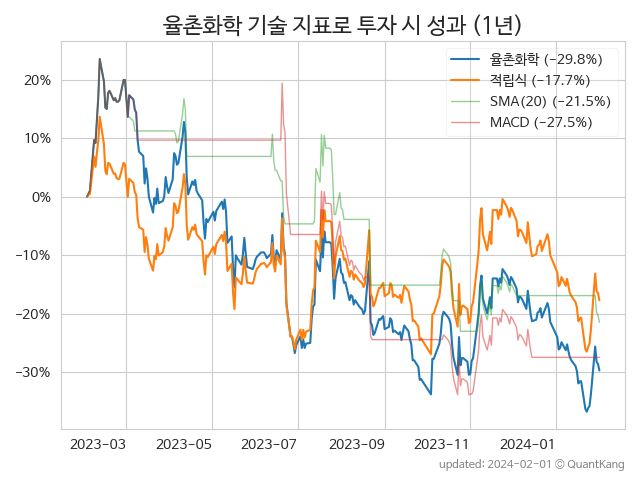 율촌화학 기술 지표로 투자 시 성과 (1년)
율촌화학 (−29.8%)
적립식 (−17.7%)
SMA(20) (−21.5%)
MACD (−27.5%)
20%
10%
0%
−10%
−20%
−30%
2023-03 2023-05 2023-07 2023-09 2023-11 2024-01
updated: 2024-02-01 © QuantKang